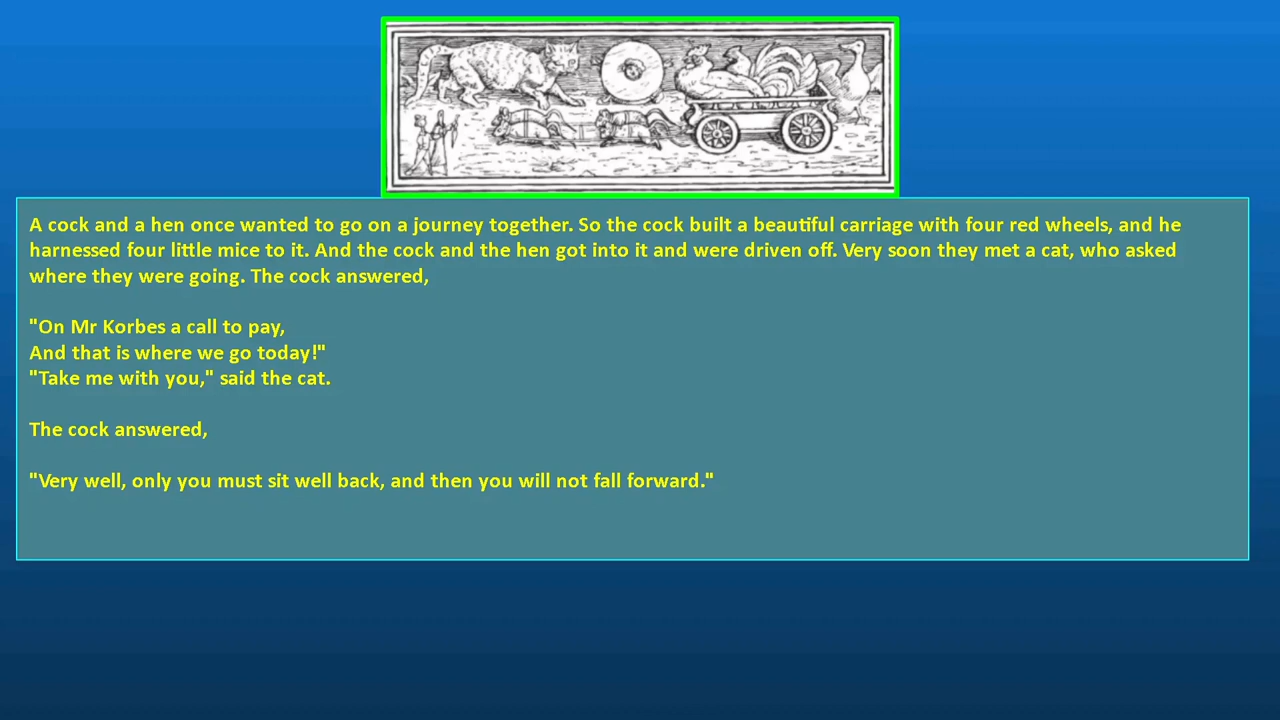 A cock and a hen once wanted to go on a journey together. So the cock built a beautiful carriage with four red wheels, and he
harnessed four little mice to it. And the cock and the hen got into it and were driven off. Very soon they met a cat, who asked
where they were going. The cock answered,
"On Mr Korbes a call to pay,
And that is where we go today!"
"Take me with you," said the cat.
The cock answered,
"Very well, only you must sit well back, and then you will not fall forward."